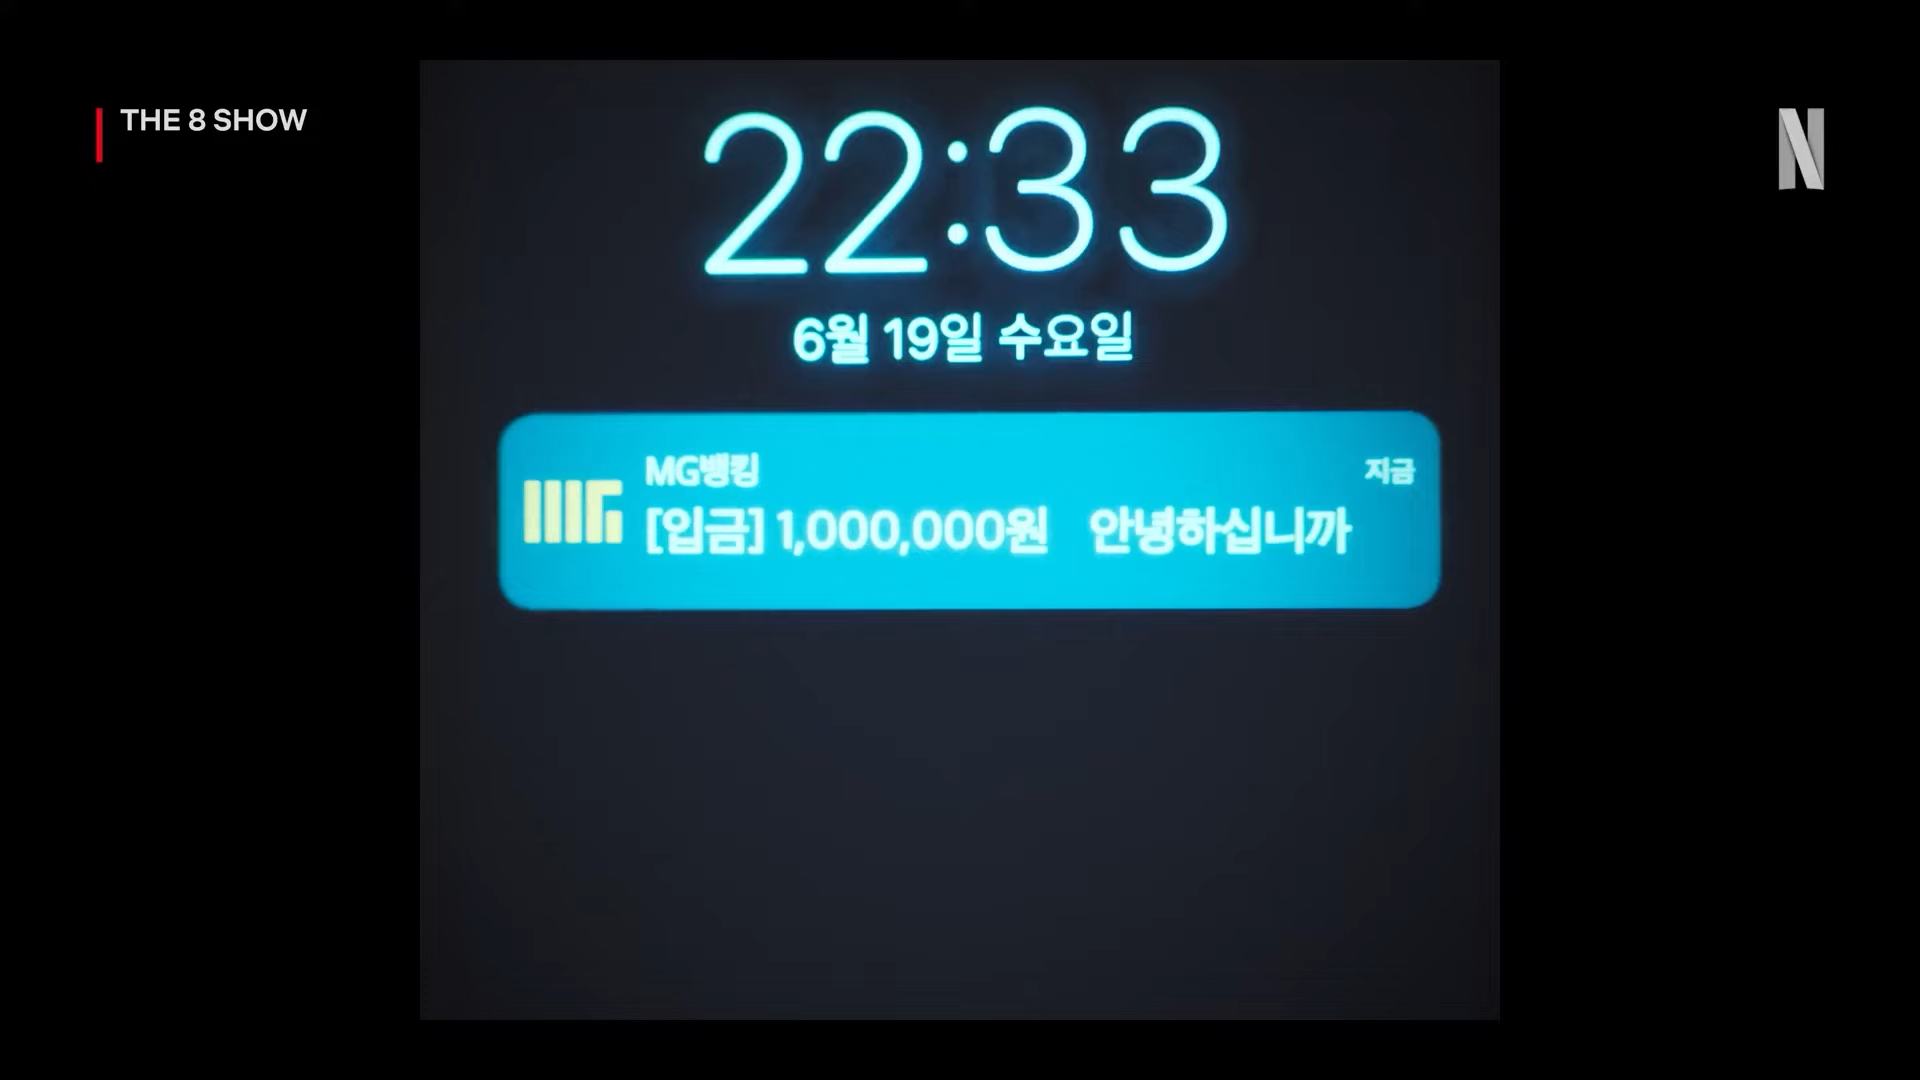 THE 8 SHOW
N
22:33
6월 19일 수요일
MG뱅킹
지금
[입금] 1,000,000원 안녕하십니까